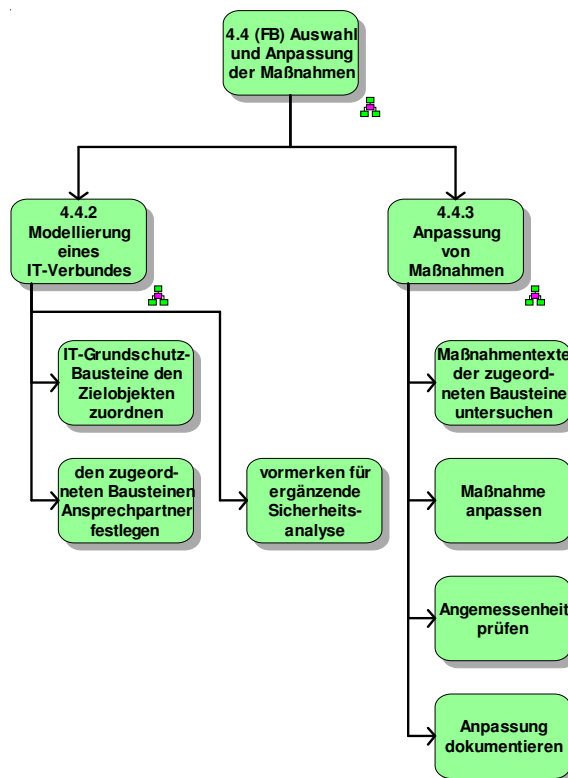 4.4 (FB) Auswahl
und Anpassung
der Maßnahmen
4.4.2
Modellierung
eines
IT-Verbundes
4.4.3
Anpassung
von
Maßnahmen
IT-Grundschutz-
Bausteine den
Zielobjekten
zuordnen
den zugeord-
neten Bausteinen
Ansprechpartner
festlegen
vormerken für
ergänzende
Sicherheits-
analyse
Maßnahmentexte
der zugeord-
neten Bausteine
untersuchen
Maßnahme
anpassen
Angemessenheit
prüfen
Anpassung
dokumentieren